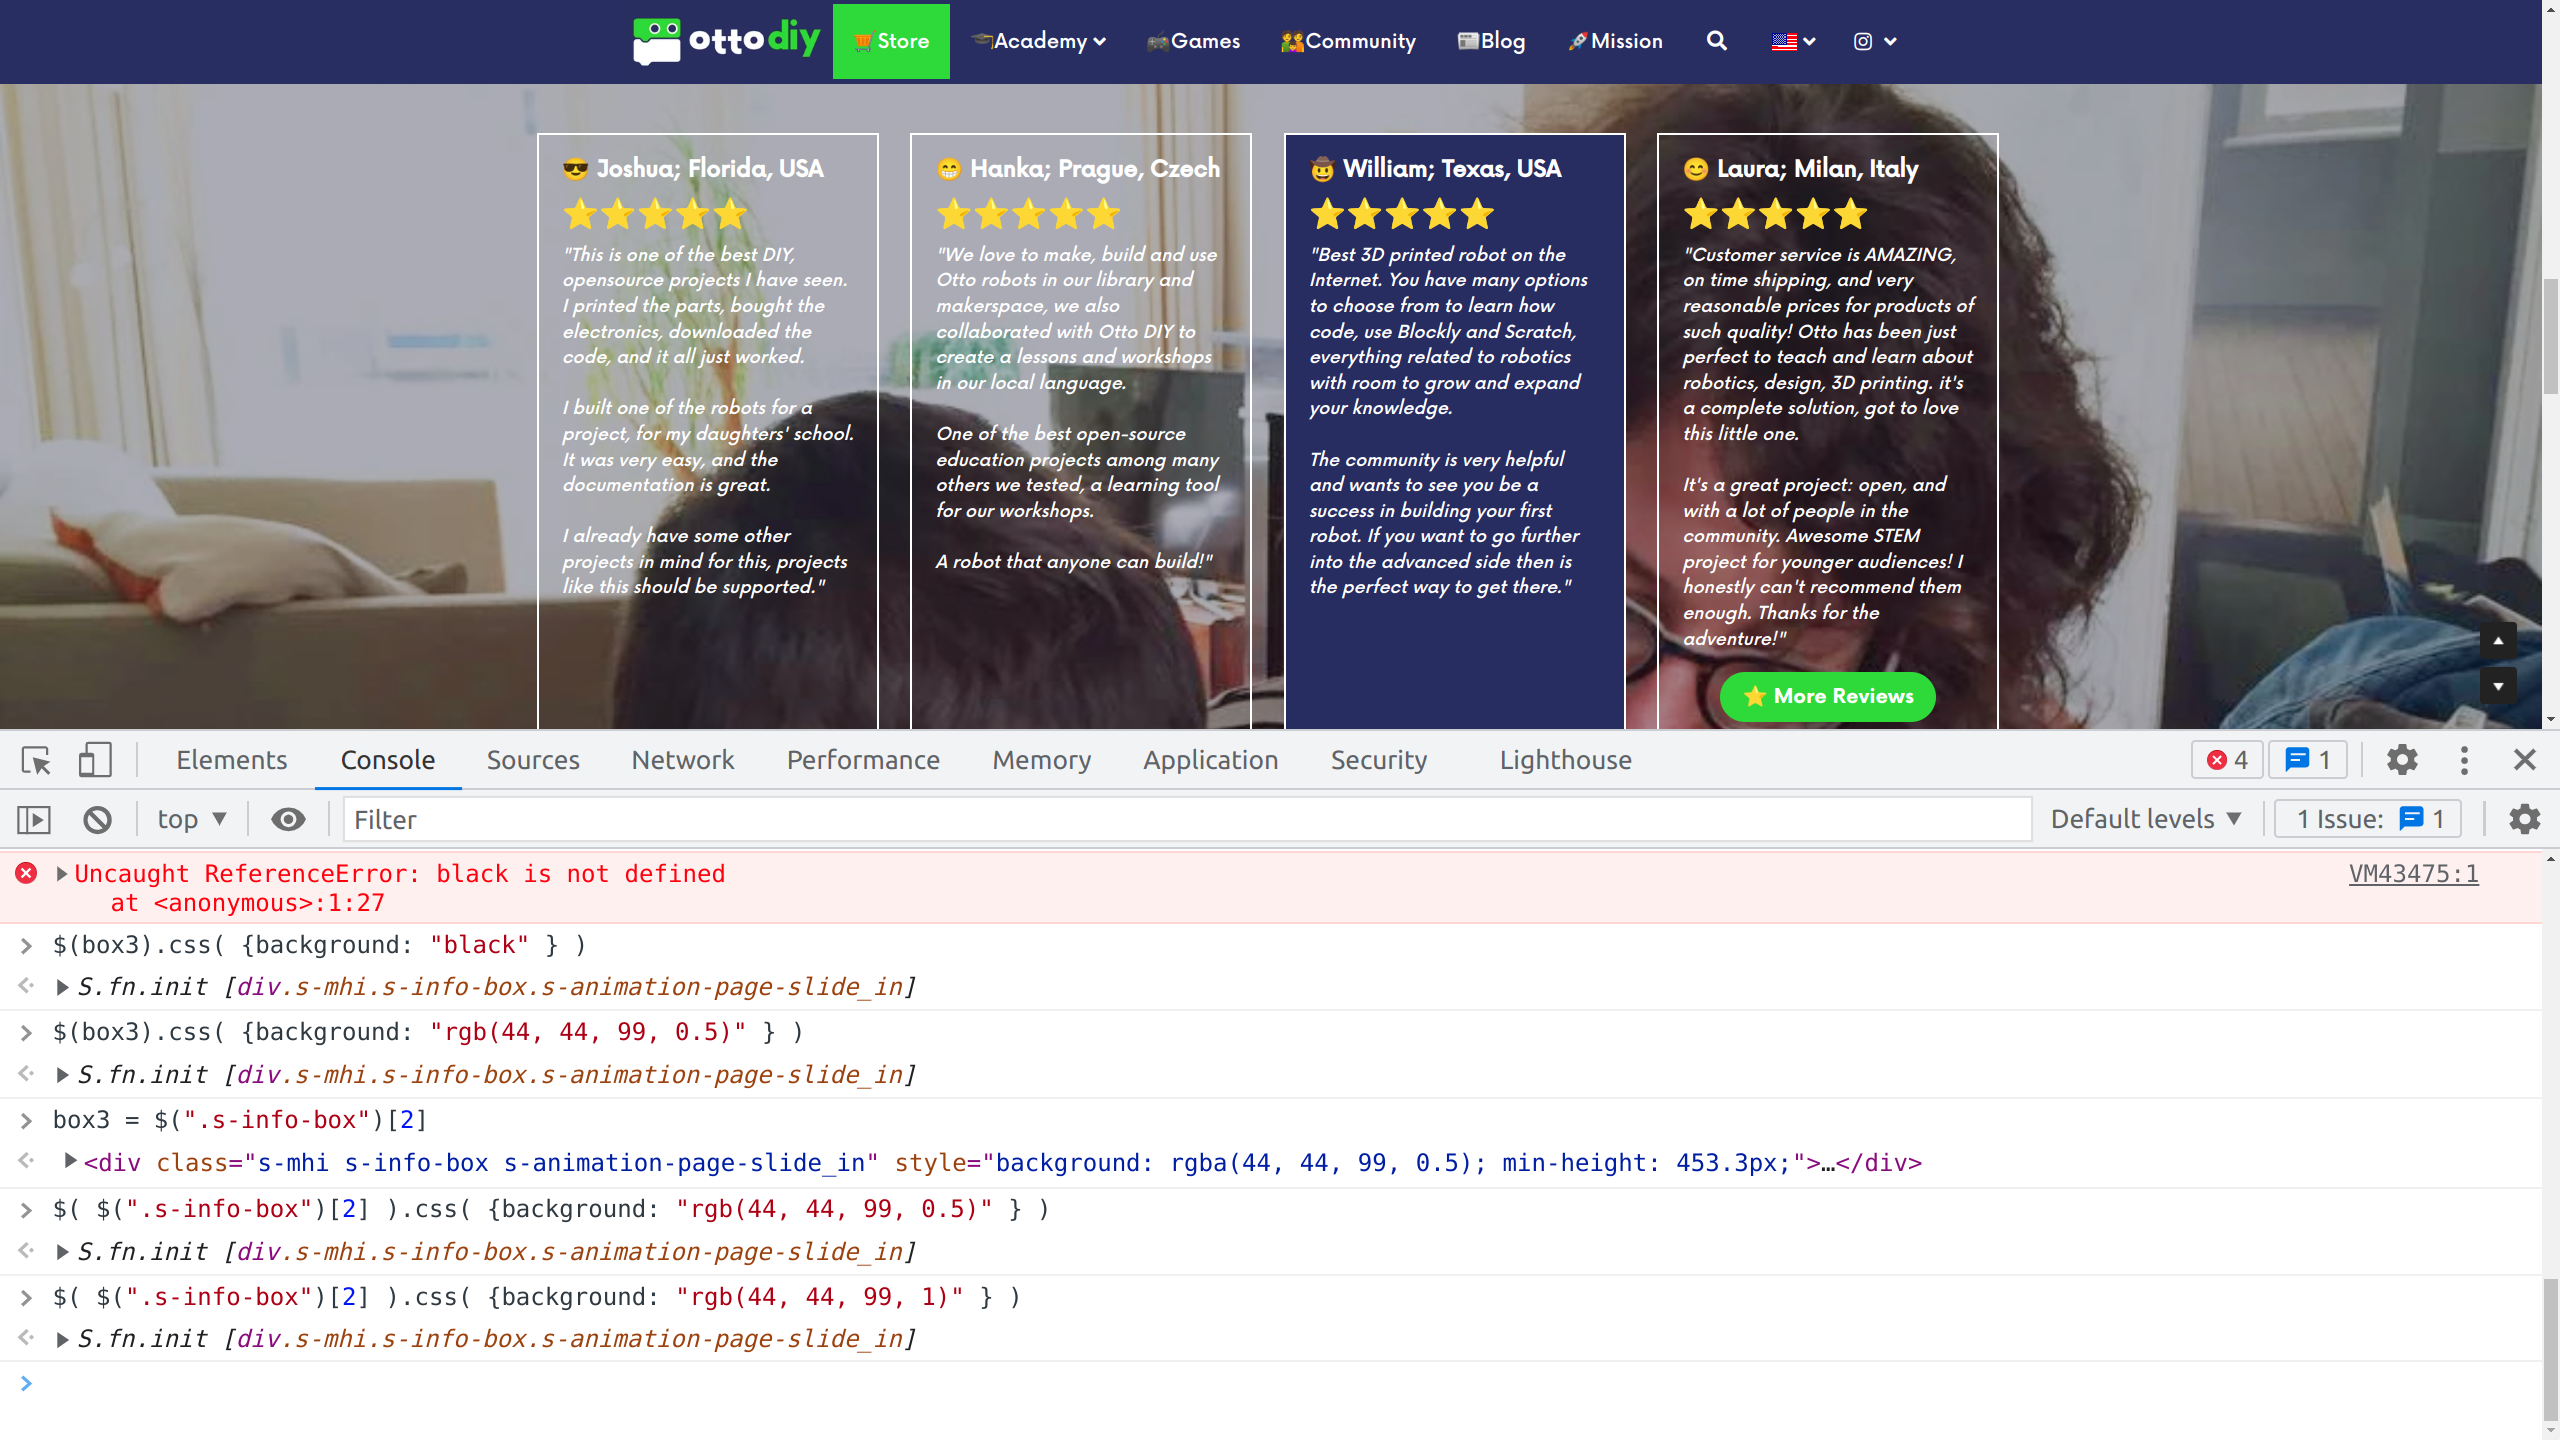 otto diy
Store
Academy
Games
Community
Blog
Mission
Joshua; Florida, USA
"This is one of the best DIY,
opensource projects I have seen.
I printed the parts, bought the
electronics, downloaded the
code, and it all just worked.
I built one of the robots for a
project, for my daughters' school.
It was very easy, and the
documentation is great.
I already have some other
projects in mind for this, projects
like this should be supported."
Hanka; Prague, Czech
"We love to make, build and use
Otto robots in our library and
makerspace, we also
collaborated with Otto DIY to
create a lessons and workshops
in our local language.
One of the best open-source
education projects among many
others we tested, a learning tool
for our workshops.
A robot that anyone can build!"
William; Texas, USA
"Best 3D printed robot on the
Internet. You have many options
to choose from to learn how
code, use Blockly and Scratch,
everything related to robotics
with room to grow and expand
your knowledge.
The community is very helpful
and wants to see you be a
success in building your first
robot. If you want to go further
into the advanced side then is
the perfect way to get there."
Laura; Milan, Italy
"Customer service is AMAZING,
on time shipping, and very
reasonable prices for products of
such quality! Otto has been just
perfect to teach and learn about
robotics, design, 3D printing. it's
a complete solution, got to love
this little one.
It's a great project: open, and
with a lot of people in the
community. Awesome STEM
project for younger audiences! I
honestly can't recommend them
enough. Thanks for the
adventure!"
More Reviews
Elements Console Sources Network Performance Memory Application Security Lighthouse 4 1
top Filter Default levels 1 Issue: 1
Uncaught ReferenceError: black is not defined VM43475:1
at <anonymous>:1:27
$(box3).css( {background: "black" } )
S.fn.init [div.s-mhi.s-info-box.s-animation-page-slide_in]
$(box3).css( {background: "rgb(44, 44, 99, 0.5)" } )
S.fn.init [div.s-mhi.s-info-box.s-animation-page-slide_in]
box3 = $(".s-info-box")[2]
<div class="s-mhi s-info-box s-animation-page-slide_in" style="background: rgba(44, 44, 99, 0.5); min-height: 453.3px;">…</div>
$( $(".s-info-box")[2] ).css( {background: "rgb(44, 44, 99, 0.5)" } )
S.fn.init [div.s-mhi.s-info-box.s-animation-page-slide_in]
$( $(".s-info-box")[2] ).css( {background: "rgb(44, 44, 99, 1)" } )
S.fn.init [div.s-mhi.s-info-box.s-animation-page-slide_in]